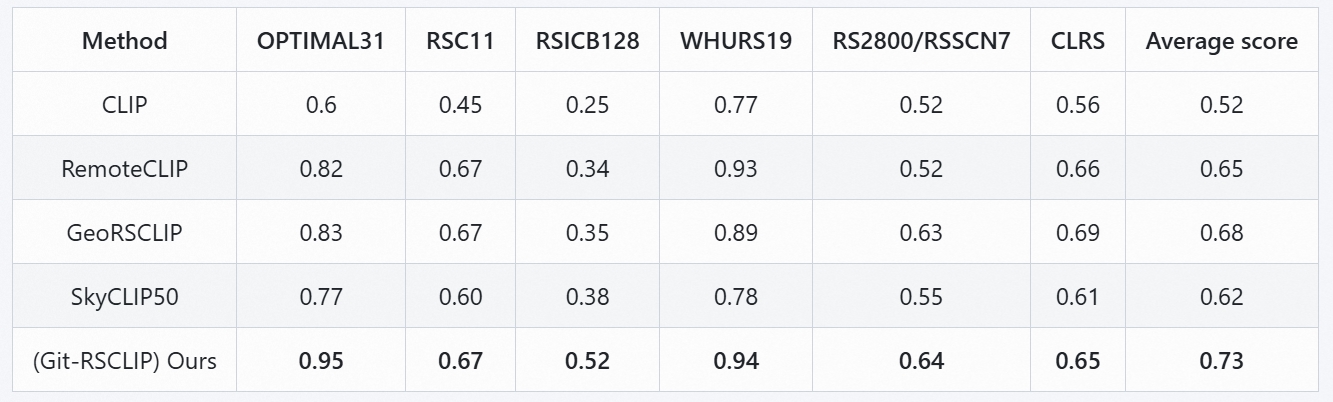 Method OPTIMAL31 RSC11 RSICB128 WHURS19 RS2800/RSSCN7 CLRS Average score
CLIP 0.6 0.45 0.25 0.77 0.52 0.56 0.52
RemoteCLIP 0.82 0.67 0.34 0.93 0.52 0.66 0.65
GeoRSCLIP 0.83 0.67 0.35 0.89 0.63 0.69 0.68
SkyCLIP50 0.77 0.60 0.38 0.78 0.55 0.61 0.62
(Git-RSCLIP) Ours 0.95 0.67 0.52 0.94 0.64 0.65 0.73